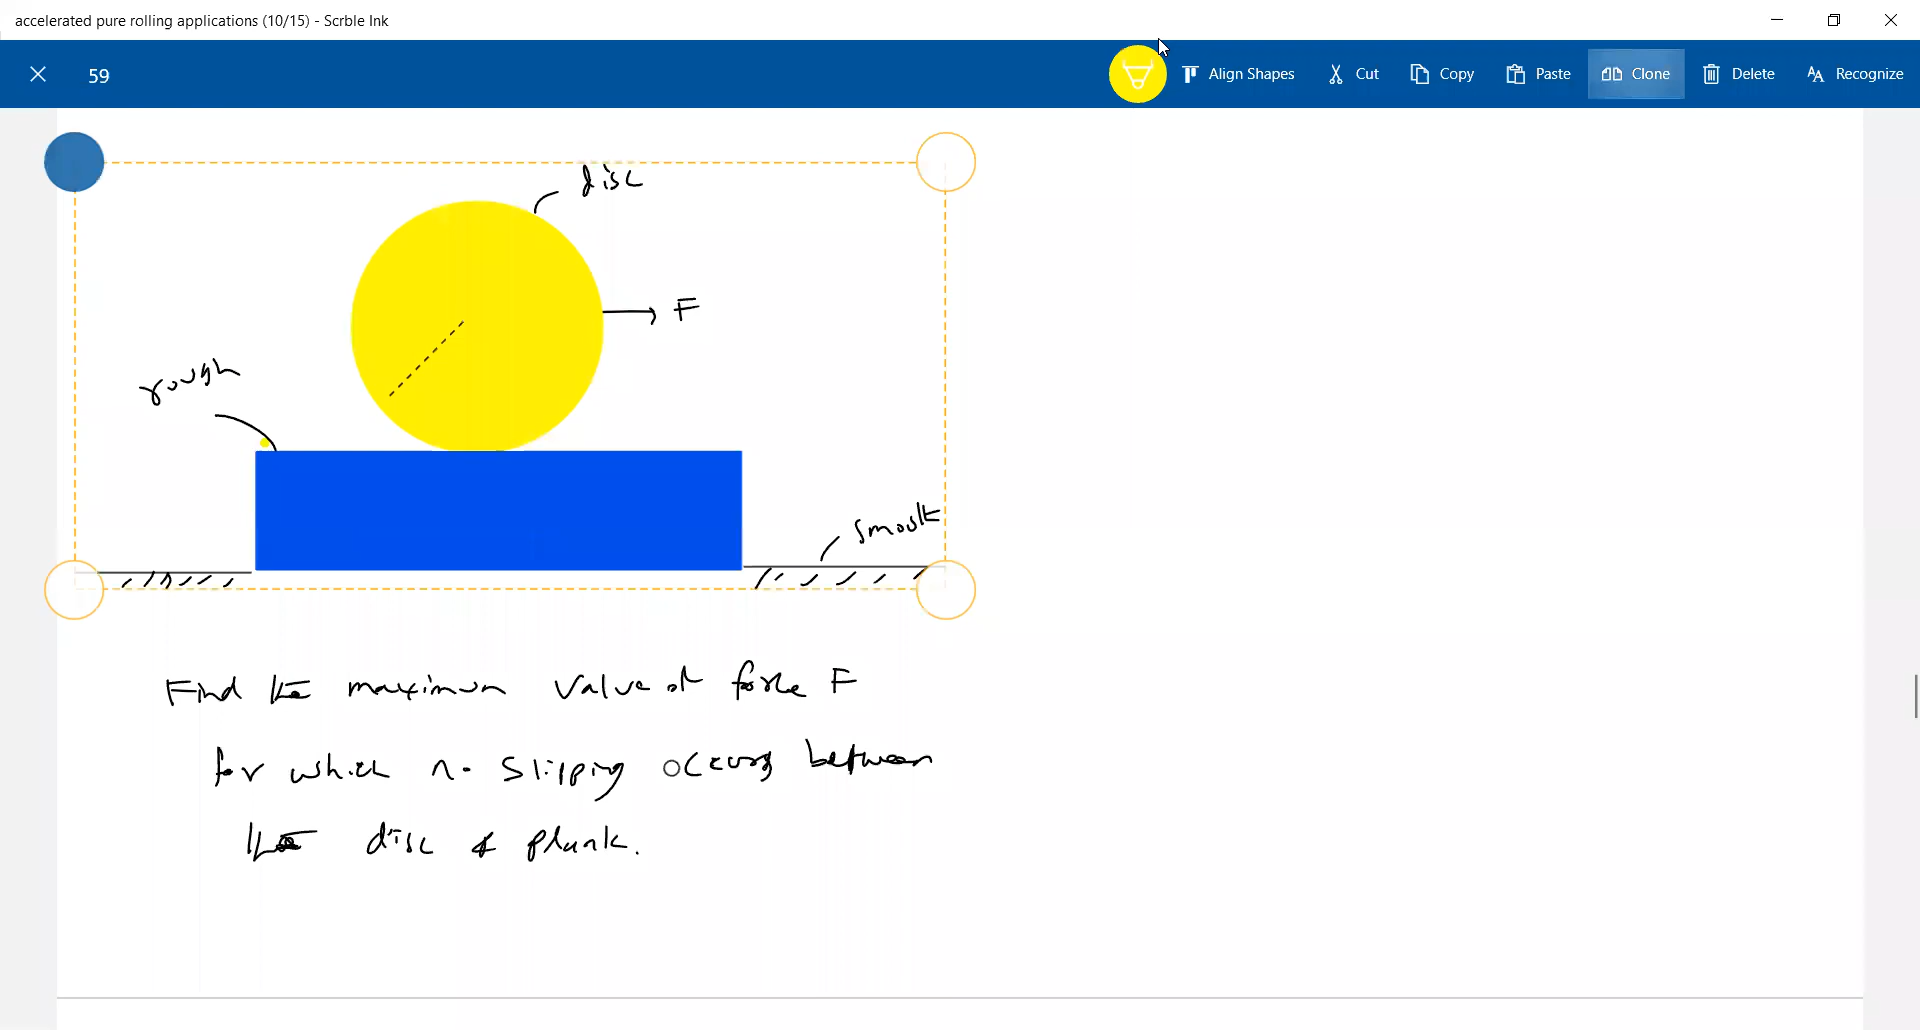 accelerated pure rolling applications (10/15) - Scrble Ink
59
Align Shapes
Cut
Copy
Paste
Clone
Delete
Recognize
disc
F
rough
smooth
Find the maximum value of force F
for which no slipping occurs between
the disc & plank.